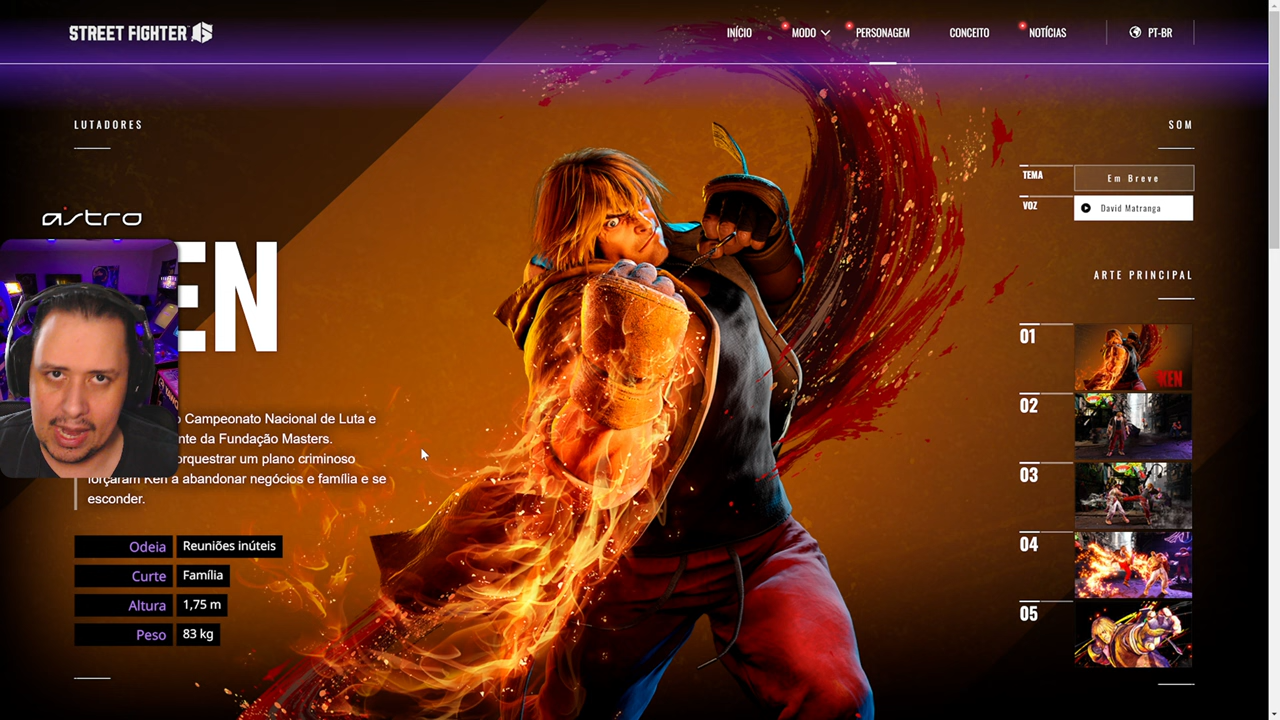 STREET FIGHTER 6
INÍCIO
MODO
PERSONAGEM
CONCEITO
NOTÍCIAS
PT-BR
LUTADORES
astro
EN
Campeonato Nacional de Luta e
da Fundação Masters.
orquestrar um plano criminoso
forçaram Ken a abandonar negócios e família e se
esconder.
Odeia Reuniões inúteis
Curte Família
Altura 1,75 m
Peso 83 kg
SOM
TEMA Em Breve
VOZ David Matranga
ARTE PRINCIPAL
01
KEN
02
03
04
05